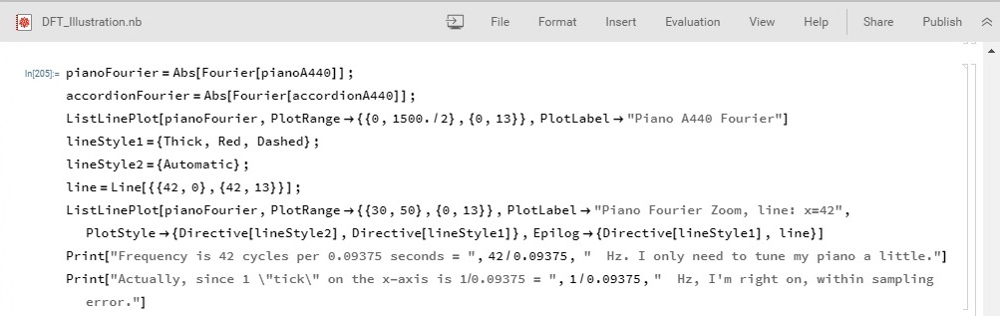 DFT_Illustration.nb File Format Insert Evaluation View Help Share Publish
In[205]:= pianoFourier=Abs[Fourier[pianoA440]];
accordionFourier=Abs[Fourier[accordionA440]];
ListLinePlot[pianoFourier, PlotRange→{{0, 1500./2},{0, 13}}, PlotLabel→"Piano A440 Fourier"]
lineStyle1={Thick, Red, Dashed};
lineStyle2={Automatic};
line=Line[{{42, 0},{42, 13}}];
ListLinePlot[pianoFourier, PlotRange→{{30, 50},{0, 13}}, PlotLabel→"Piano Fourier Zoom, line: x=42",
PlotStyle→{Directive[lineStyle2], Directive[lineStyle1]}, Epilog→{Directive[lineStyle1], line}]
Print["Frequency is 42 cycles per 0.09375 seconds = ", 42/0.09375, "  Hz. I only need to tune my piano a little."]
Print["Actually, since 1 \"tick\" on the x-axis is 1/0.09375 = ", 1/0.09375, "  Hz, I'm right on, within sampling
error."]